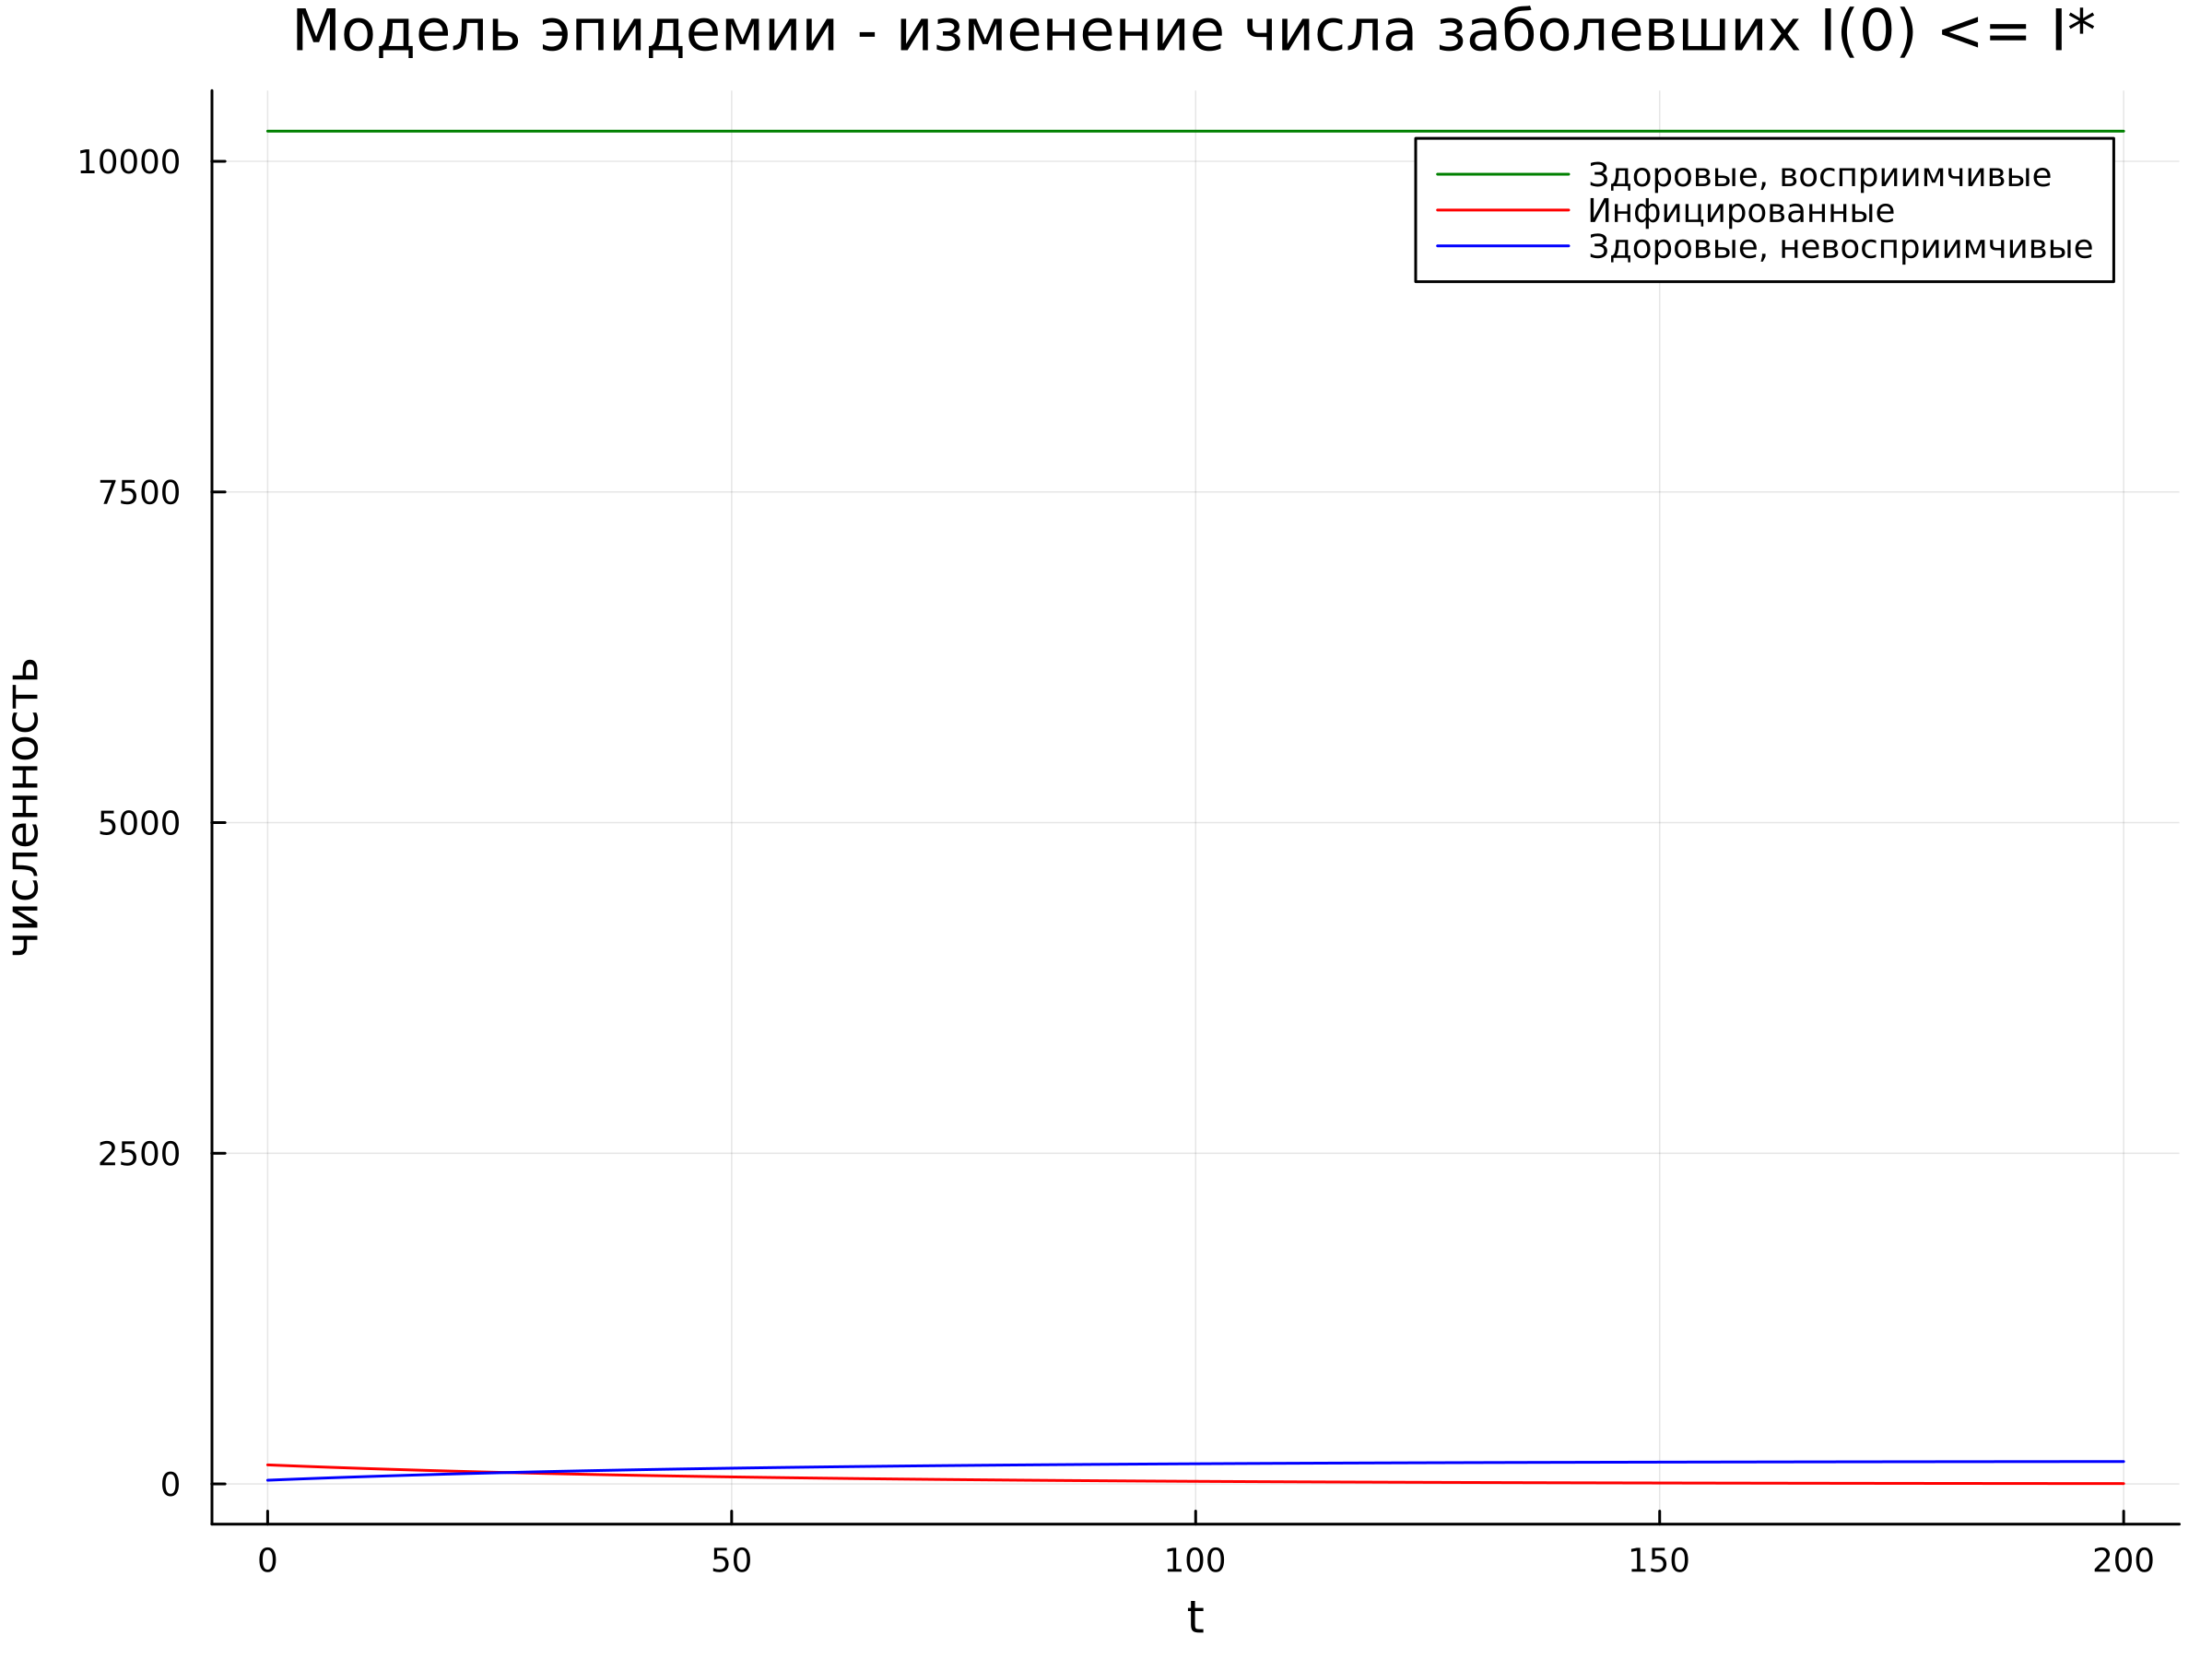 Модель эпидемии - изменение числа заболевших I(0) <= I*
10000
7500
5000
2500
0
численность
Здоровые, восприимчивые
Инфицированные
Здоровые, невосприимчивые
0 50 100 150 200
t